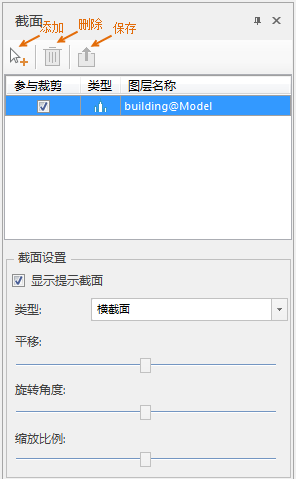 截面
添加 删除 保存
参与裁剪 类型 图层名称
building@Model
截面设置
显示提示截面
类型: 横截面
平移:
旋转角度:
缩放比例: